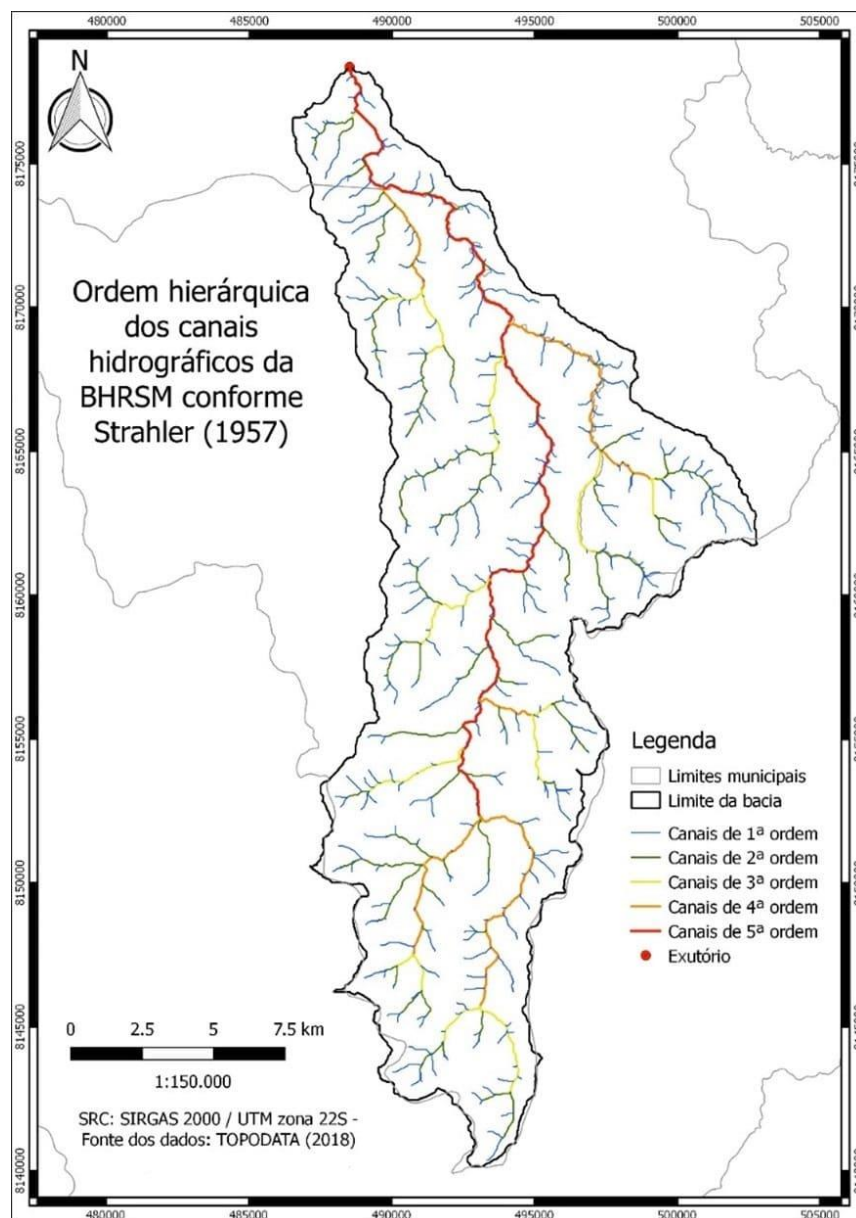 480000 485000 490000 495000 500000 505000
N
8175000
8170000
8165000
8160000
8155000
8150000
8145000
8140000
Ordem hierárquica
dos canais
hidrográficos da
BHRSM conforme
Strahler (1957)
Legenda
Limites municipais
Limite da bacia
Canais de 1ª ordem
Canais de 2ª ordem
Canais de 3ª ordem
Canais de 4ª ordem
Canais de 5ª ordem
Exutório
0 2.5 5 7.5 km
1:150.000
SRC: SIRGAS 2000 / UTM zona 22S -
Fonte dos dados: TOPODATA (2018)
480000 485000 490000 495000 500000 505000